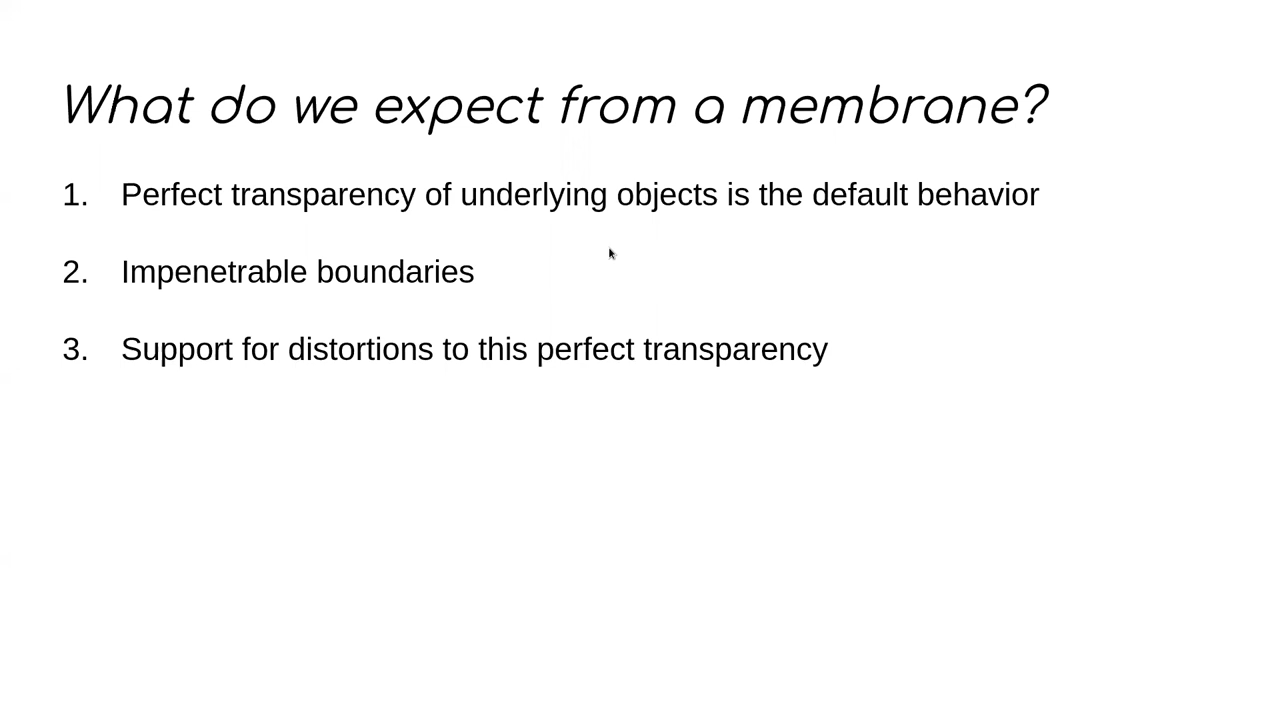 What do we expect from a membrane?
1. Perfect transparency of underlying objects is the default behavior
2. Impenetrable boundaries
3. Support for distortions to this perfect transparency